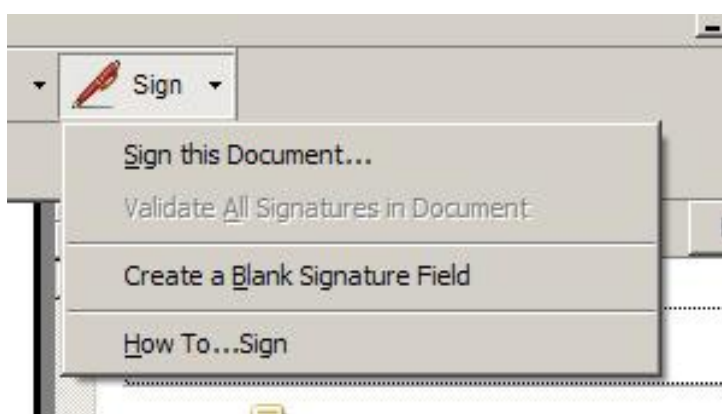 Sign
Sign this Document...
Validate All Signatures in Document
Create a Blank Signature Field
How To...Sign